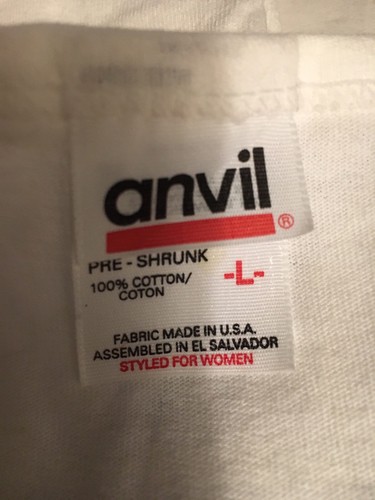 anvil®
PRE - SHRUNK
100% COTTON/
COTON
-L-
FABRIC MADE IN U.S.A.
ASSEMBLED IN EL SALVADOR
STYLED FOR WOMEN